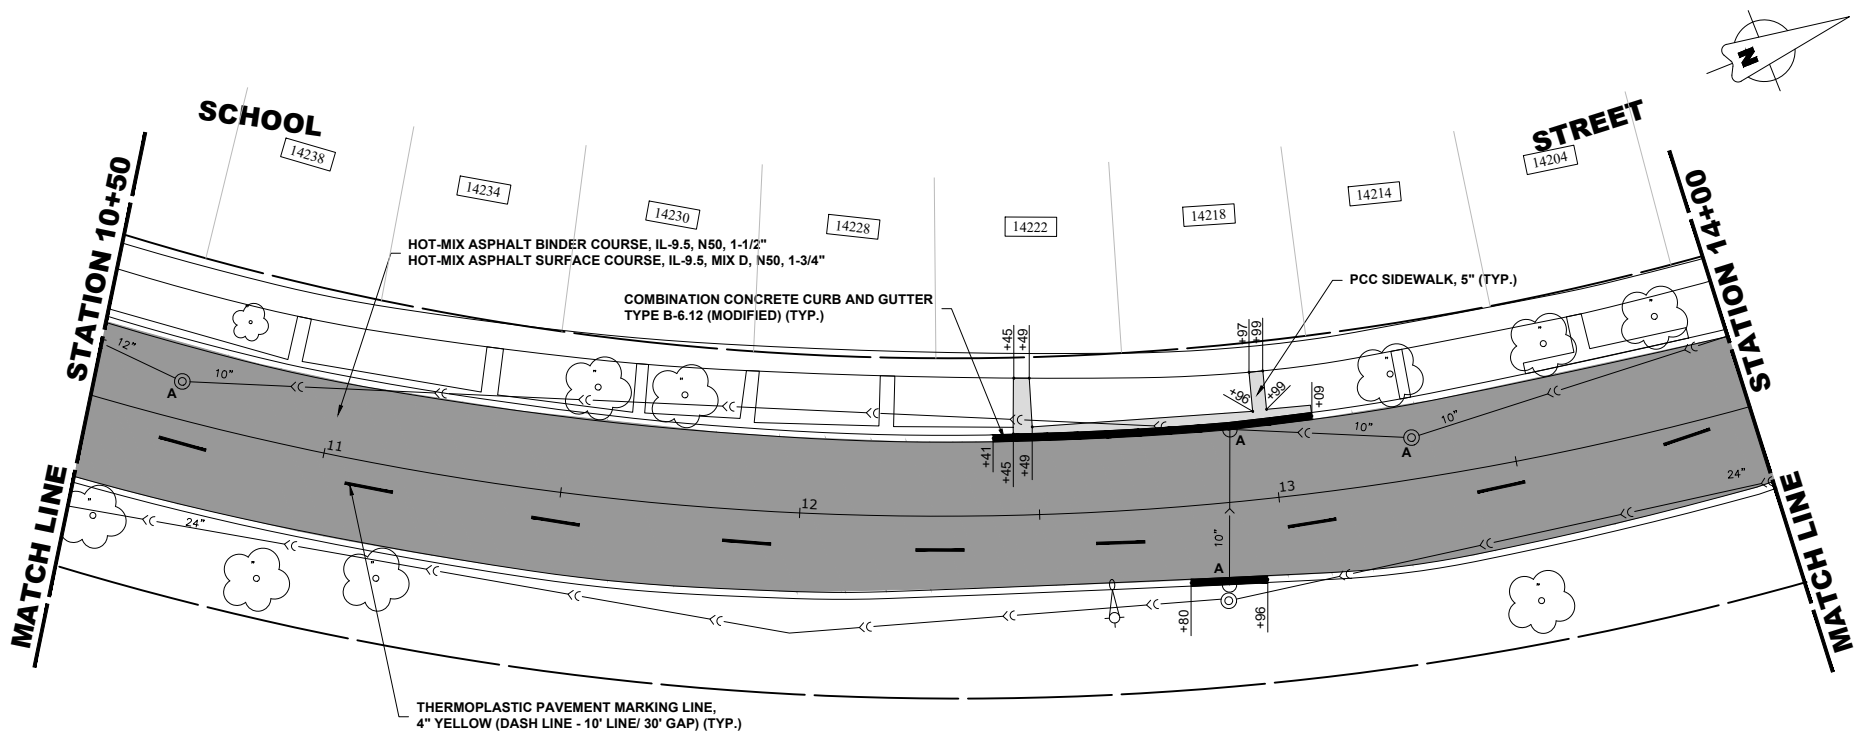 SCHOOL
STREET
N
14238
14234
14230
14228
14222
14218
14214
14204
STATION 10+50
STATION 14+00
HOT-MIX ASPHALT BINDER COURSE, IL-9.5, N50, 1-1/2"
HOT-MIX ASPHALT SURFACE COURSE, IL-9.5, MIX D, N50, 1-3/4"
PCC SIDEWALK, 5" (TYP.)
COMBINATION CONCRETE CURB AND GUTTER
TYPE B-6.12 (MODIFIED) (TYP.)
+45
+49
+97
+99
+96
+99
+09
12"
10"
A
10"
10"
A
A
+41
+45
+49
11
12
13
24"
24"
10"
A
+80
+96
MATCH LINE
MATCH LINE
THERMOPLASTIC PAVEMENT MARKING LINE,
4" YELLOW (DASH LINE - 10' LINE/ 30' GAP) (TYP.)